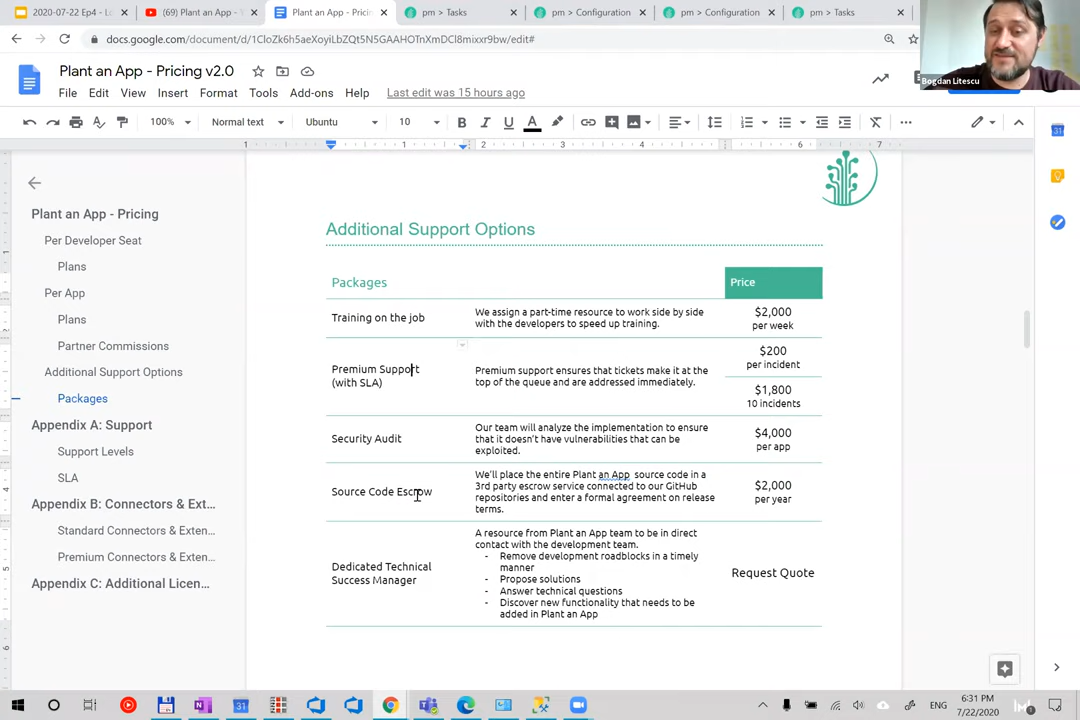 2020-07-22 Ep4 - Lo
(69) Plant an App - Y
Plant an App - Pricin
pm > Tasks
pm > Configuration
pm > Configuration
pm > Tasks
docs.google.com/document/d/1CloZk6h5aeXoyiLbZQt5N5GAAHOTnXmDCl8mixxr9bw/edit#
Bogdan Litescu
Plant an App - Pricing v2.0
File Edit View Insert Format Tools Add-ons Help Last edit was 15 hours ago
100% Normal text Ubuntu 10 B I U A
1 1 2 3 4 5 6 7
Plant an App - Pricing
Per Developer Seat
Plans
Per App
Plans
Partner Commissions
Additional Support Options
Packages
Appendix A: Support
Support Levels
SLA
Appendix B: Connectors & Ext...
Standard Connectors & Exten...
Premium Connectors & Exten...
Appendix C: Additional Licen...
Additional Support Options
Packages Price
Training on the job
We assign a part-time resource to work side by side
with the developers to speed up training.
$2,000
per week
Premium Support
(with SLA)
Premium support ensures that tickets make it at the
top of the queue and are addressed immediately.
$200
per incident
$1,800
10 incidents
Security Audit
Our team will analyze the implementation to ensure
that it doesn't have vulnerabilities that can be
exploited.
$4,000
per app
Source Code Escrow
We'll place the entire Plant an App source code in a
3rd party escrow service connected to our GitHub
repositories and enter a formal agreement on release
terms.
$2,000
per year
Dedicated Technical
Success Manager
A resource from Plant an App team to be in direct
contact with the development team.
- Remove development roadblocks in a timely
manner
- Propose solutions
- Answer technical questions
- Discover new functionality that needs to be
added in Plant an App
Request Quote
ENG
6:31 PM
7/22/2020